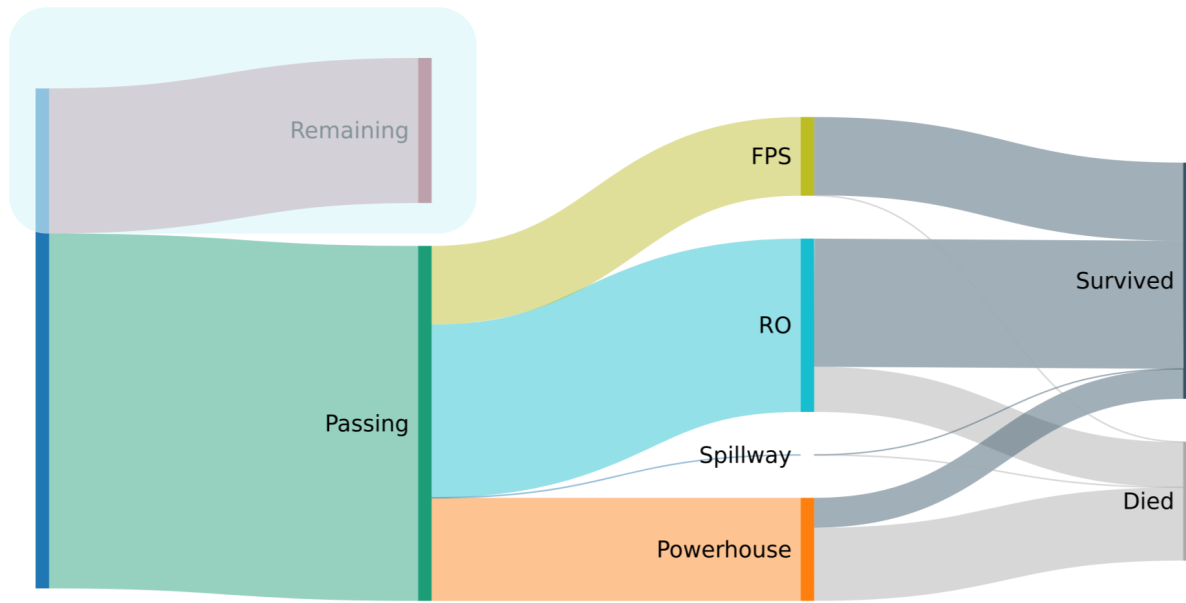 Remaining
FPS
Survived
RO
Passing
Spillway
Died
Powerhouse